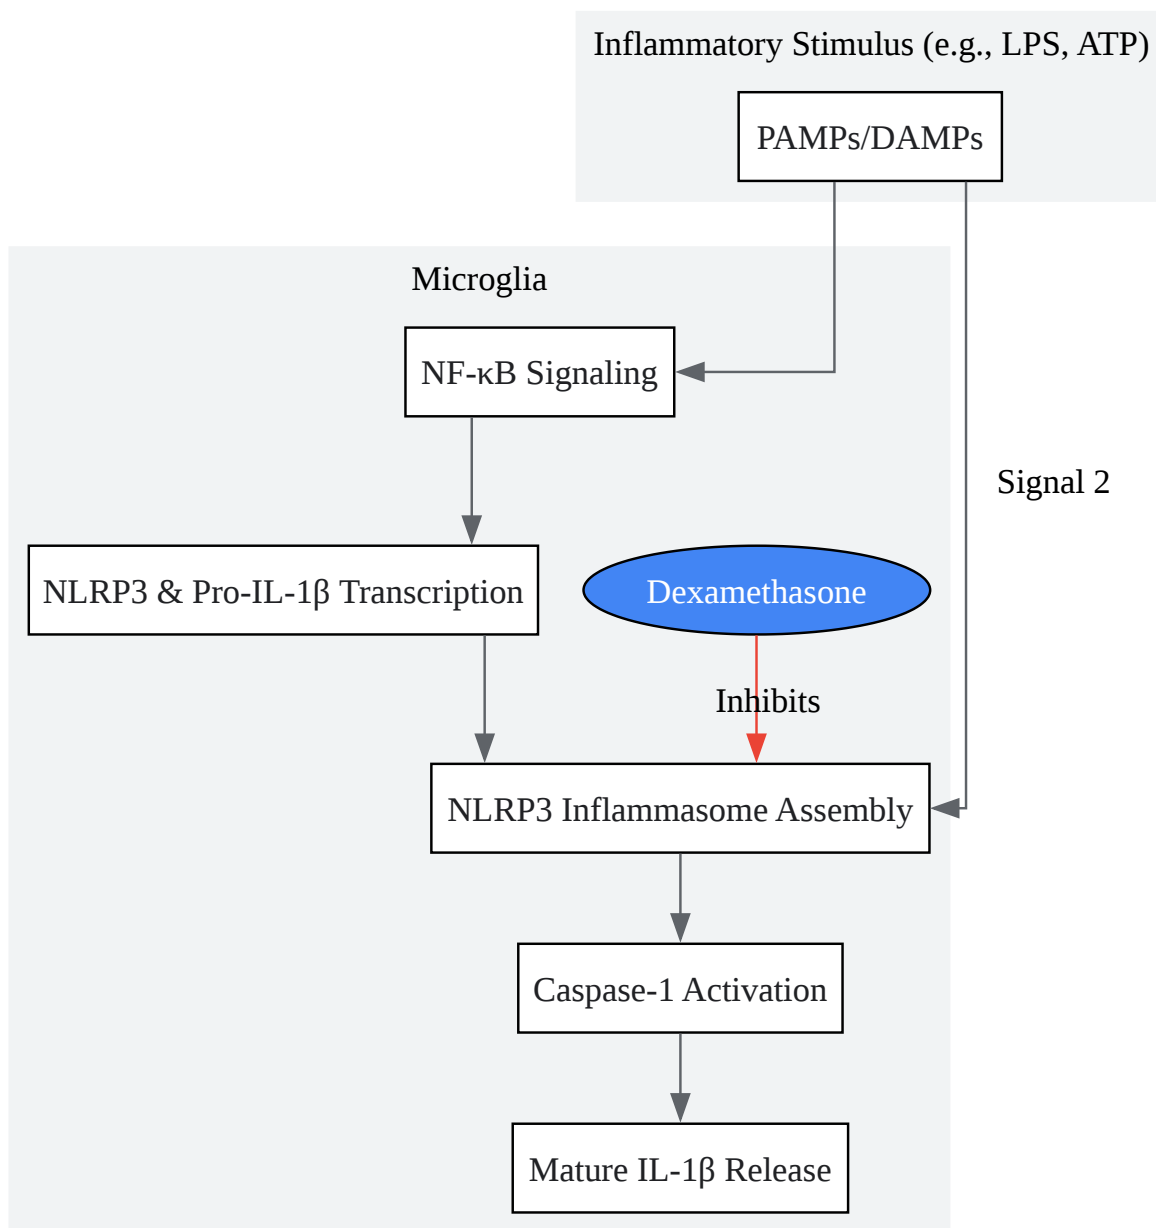 Inflammatory Stimulus (e.g., LPS, ATP)
PAMPs/DAMPs
Microglia
NF-κB Signaling
Signal 2
NLRP3 & Pro-IL-1β Transcription
Dexamethasone
Inhibits
NLRP3 Inflammasome Assembly
Caspase-1 Activation
Mature IL-1β Release